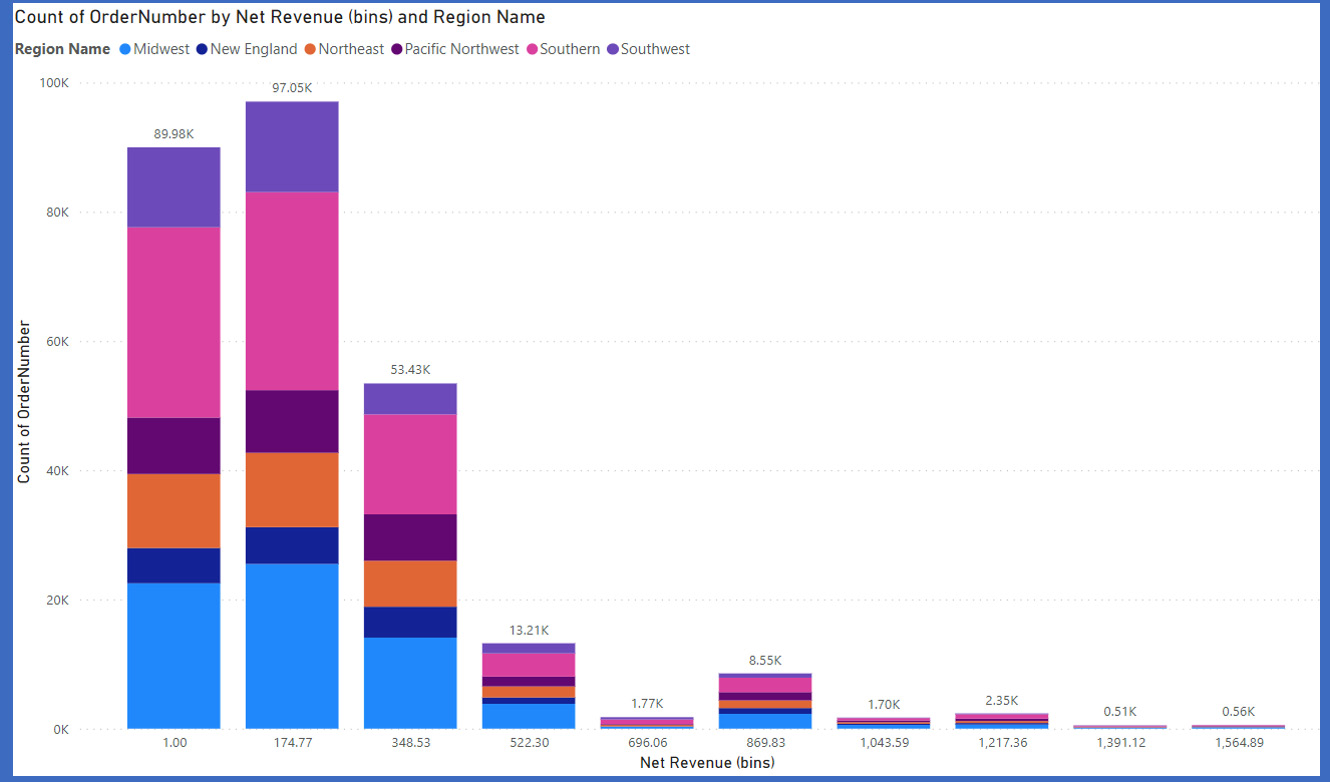 Count of OrderNumber by Net Revenue (bins) and Region Name
Region Name Midwest New England Northeast Pacific Northwest Southern Southwest
100K
80K
60K
40K
20K
0K
Count of OrderNumber
89.98K
97.05K
53.43K
13.21K
1.77K
8.55K
1.70K
2.35K
0.51K
0.56K
1.00 174.77 348.53 522.30 696.06 869.83 1,043.59 1,217.36 1,391.12 1,564.89
Net Revenue (bins)